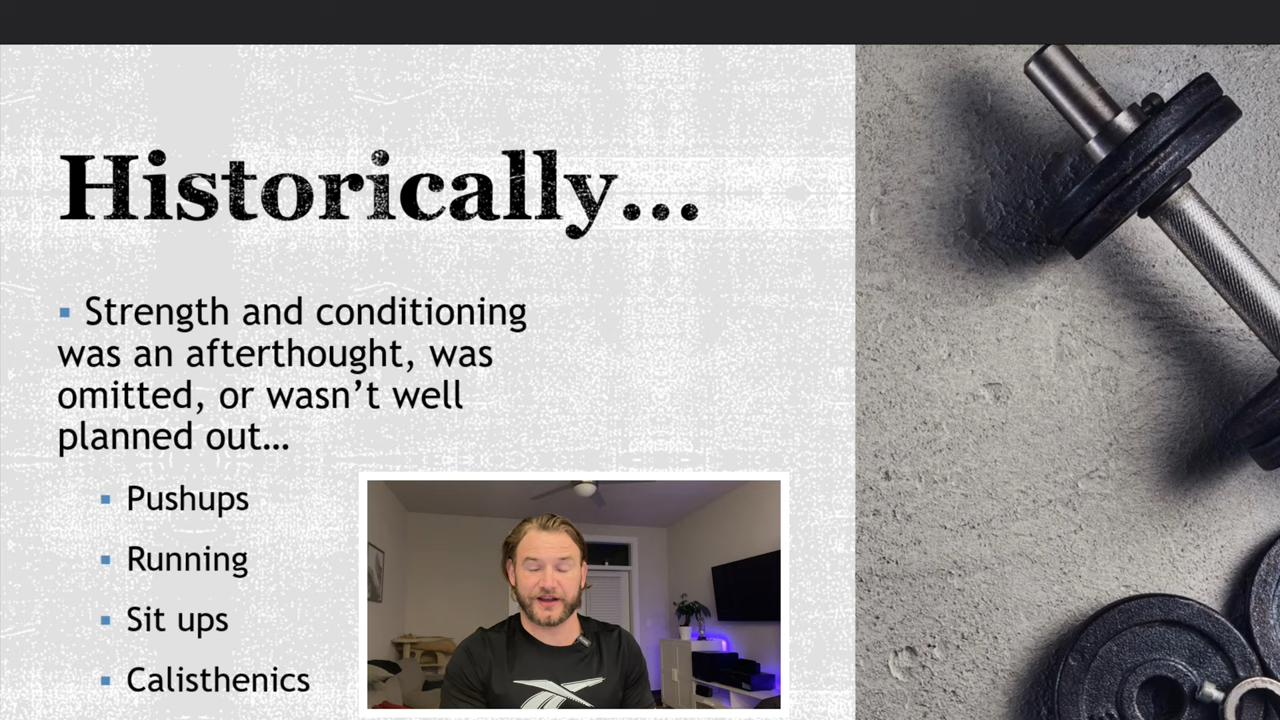 Historically...
▪ Strength and conditioning
was an afterthought, was
omitted, or wasn’t well
planned out…
▪ Pushups
▪ Running
▪ Sit ups
▪ Calisthenics